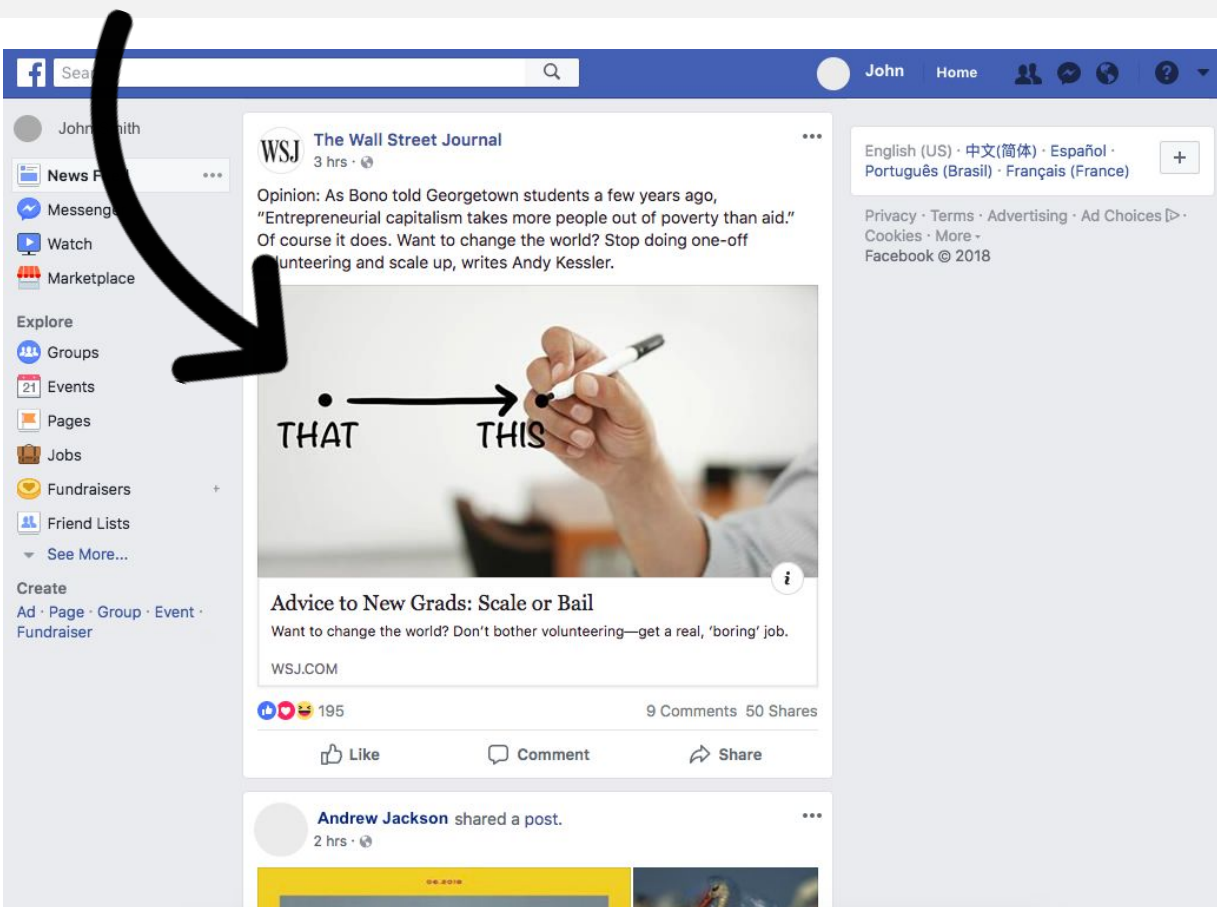 f
Sea
John
Home
John
ith
News F
Messenge
Watch
Marketplace
Explore
Groups
21 Events
Pages
Jobs
Fundraisers +
Friend Lists
See More...
Create
Ad · Page · Group · Event ·
Fundraiser
WSJ The Wall Street Journal
3 hrs ·
Opinion: As Bono told Georgetown students a few years ago,
“Entrepreneurial capitalism takes more people out of poverty than aid.”
Of course it does. Want to change the world? Stop doing one-off
unteering and scale up, writes Andy Kessler.
THAT THIS
i
Advice to New Grads: Scale or Bail
Want to change the world? Don’t bother volunteering—get a real, ‘boring’ job.
WSJ.COM
195 9 Comments 50 Shares
Like Comment Share
Andrew Jackson shared a post.
2 hrs ·
06.2018
English (US) · 中文(简体) · Español ·
Português (Brasil) · Français (France)
+
Privacy · Terms · Advertising · Ad Choices ·
Cookies · More
Facebook © 2018